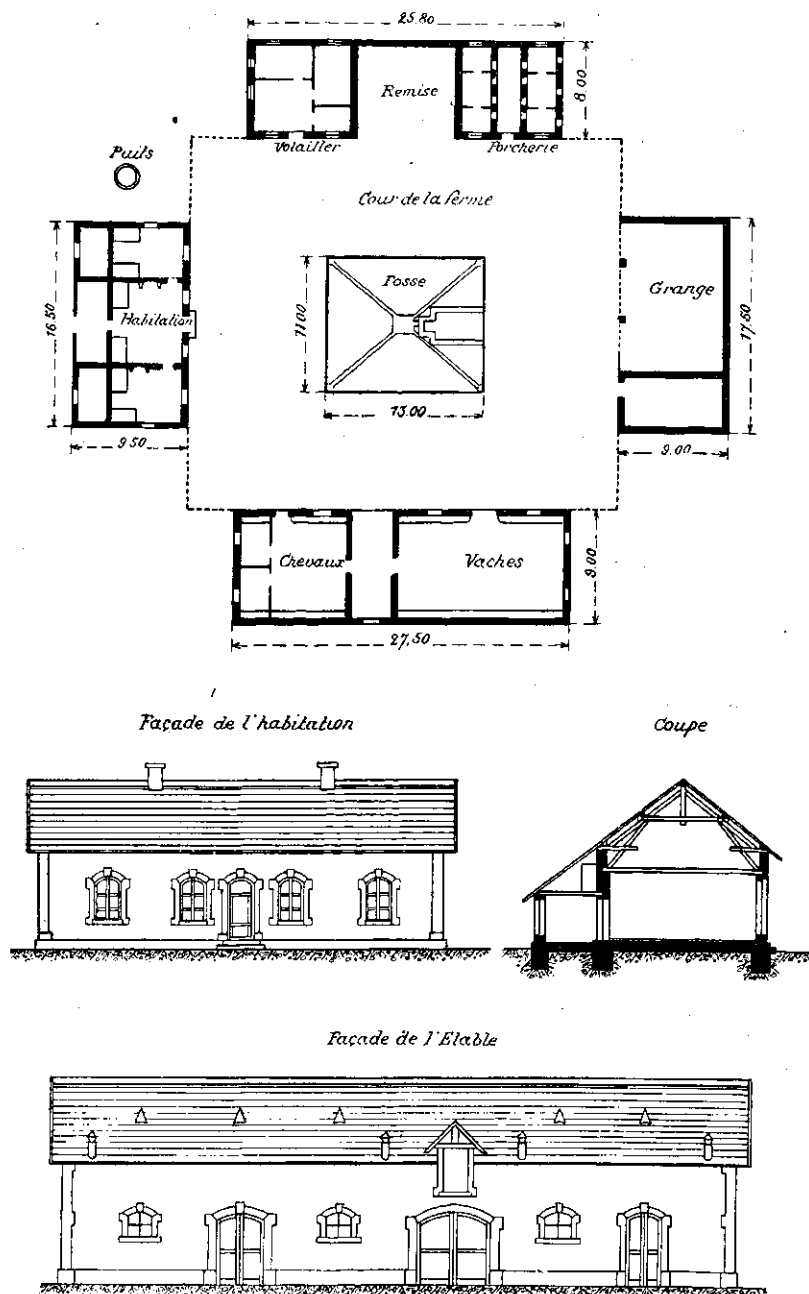 25.80
8.00
Remise
Volailler
Porcherie
Puits
Cour de la ferme
16.50
Habitation
Fosse
11.00
13.00
Grange
17.50
9.50
9.00
Chevaux
Vaches
9.00
27.50
Façade de l'habitation
Coupe
Façade de l'Etable